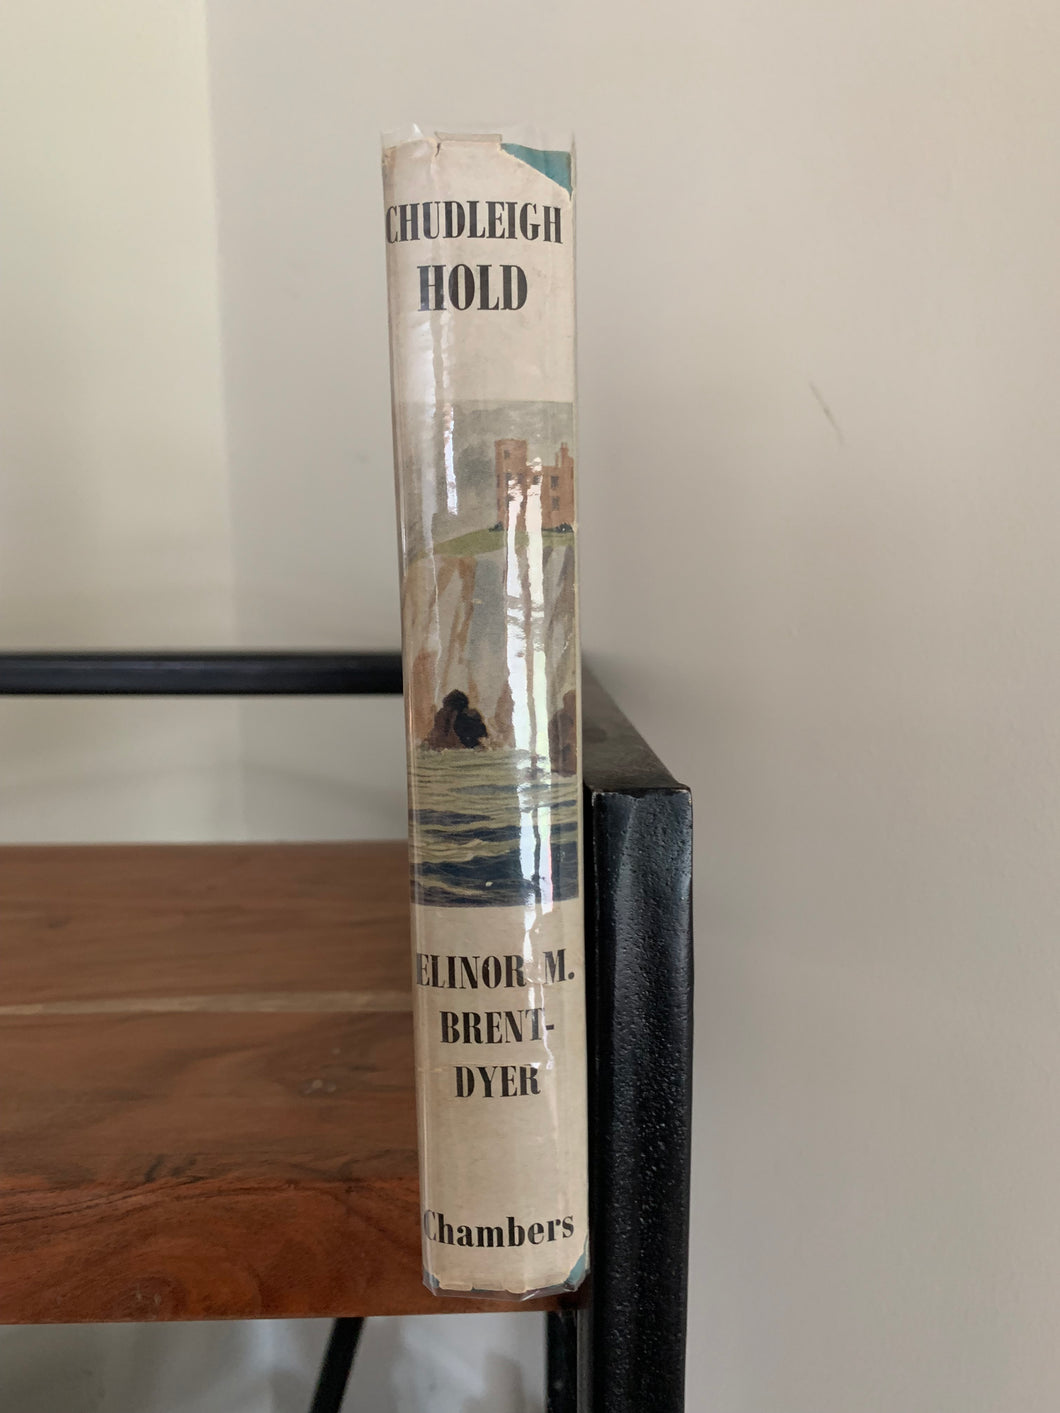 CHUDLEIGH
HOLD
ELINOR M.
BRENT-
DYER
Chambers